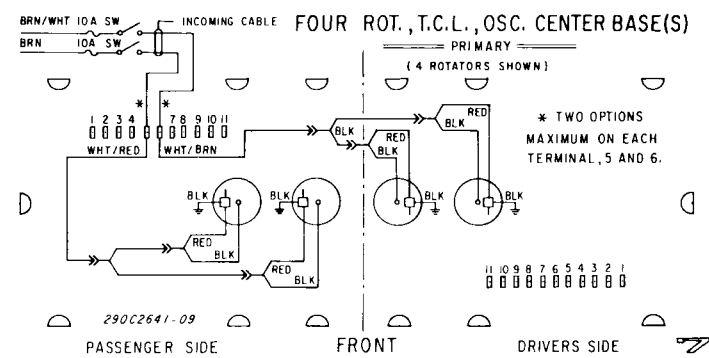 BRN/WHT 10A SW
INCOMING CABLE
BRN 10A SW
FOUR ROT., T.C.L., OSC. CENTER BASE(S)
PRIMARY
(4 ROTATORS SHOWN)
* *
1 2 3 4 7 8 9 10 11
WHT/RED WHT/BRN
BLK RED
BLK RED
BLK
* TWO OPTIONS
MAXIMUM ON EACH
TERMINAL, 5 AND 6.
BLK BLK BLK BLK
RED
BLK
RED
BLK
11 10 9 8 7 6 5 4 3 2 1
290C2641-09
PASSENGER SIDE FRONT DRIVERS SIDE 7